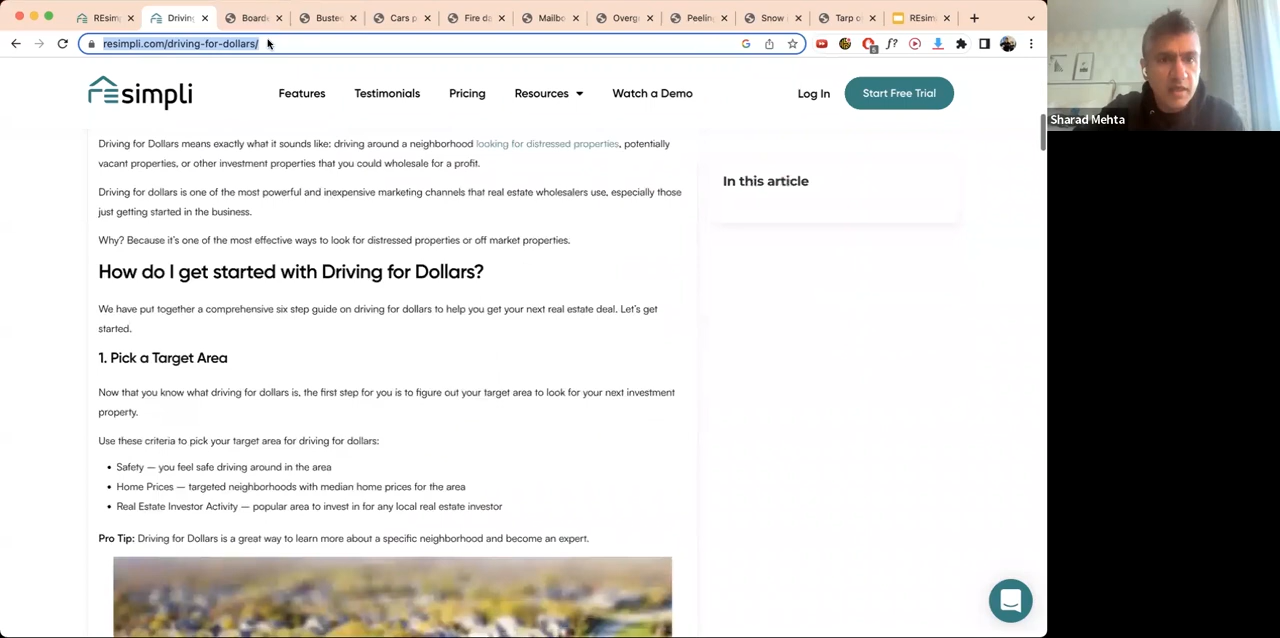 REsim
Drivin
Board
Buste
Cars p
Fire da
Mailbo
Overg
Peelin
Snow
Tarp o
REsim
resimpli.com/driving-for-dollars/
Sharad Mehta
REsimpli
Features
Testimonials
Pricing
Resources
Watch a Demo
Log In
Start Free Trial
Driving for Dollars means exactly what it sounds like: driving around a neighborhood looking for distressed properties, potentially
vacant properties, or other investment properties that you could wholesale for a profit.
Driving for dollars is one of the most powerful and inexpensive marketing channels that real estate wholesalers use, especially those
just getting started in the business.
Why? Because it's one of the most effective ways to look for distressed properties or off market properties.
In this article
How do I get started with Driving for Dollars?
We have put together a comprehensive six step guide on driving for dollars to help you get your next real estate deal. Let's get
started.
1. Pick a Target Area
Now that you know what driving for dollars is, the first step for you is to figure out your target area to look for your next investment
property.
Use these criteria to pick your target area for driving for dollars:
• Safety – you feel safe driving around in the area
• Home Prices – targeted neighborhoods with median home prices for the area
• Real Estate Investor Activity – popular area to invest in for any local real estate investor
Pro Tip: Driving for Dollars is a great way to learn more about a specific neighborhood and become an expert.